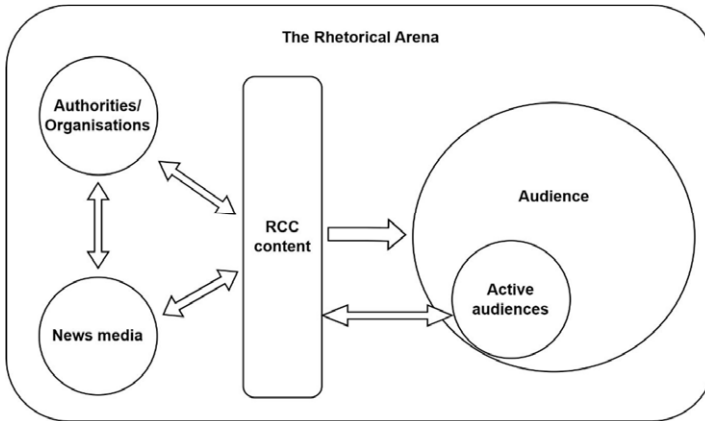 The Rhetorical Arena
Authorities/
Organisations
News media
RCC
content
Audience
Active
audiences